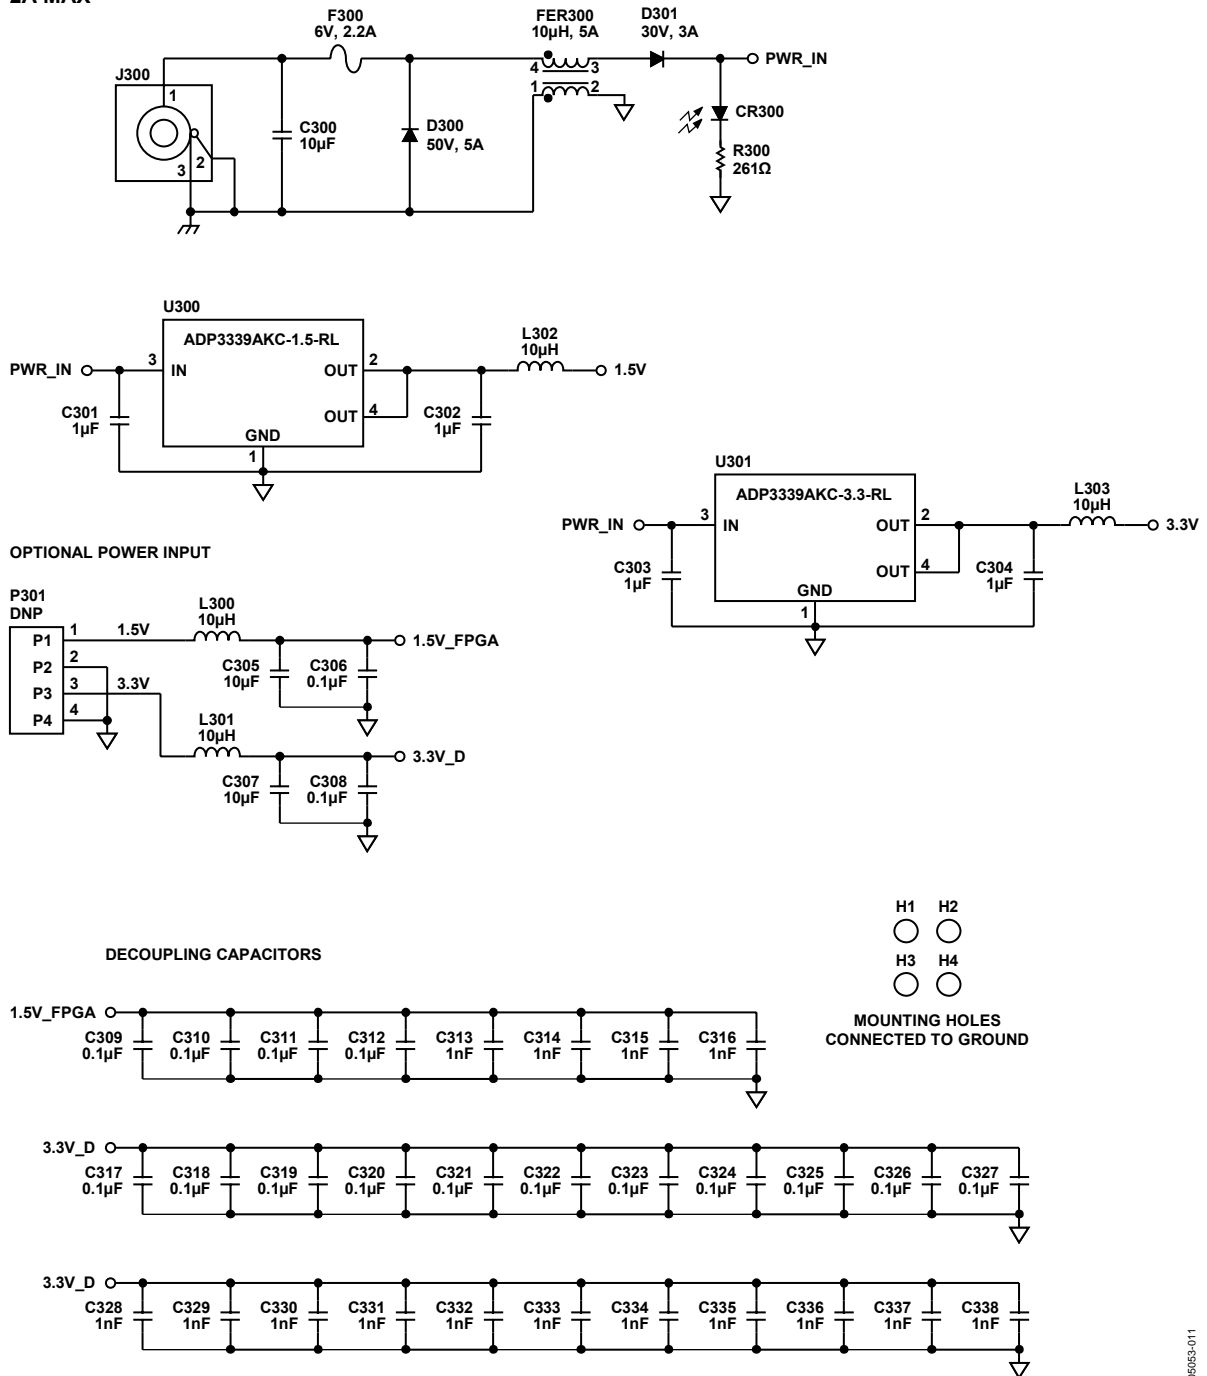 F300
6V, 2.2A
FER300
10µH, 5A
D301
30V, 3A
PWR_IN
J300
1
2
3
C300
10µF
D300
50V, 5A
4
3
1
2
CR300
R300
261Ω
U300
ADP3339AKC-1.5-RL
PWR_IN
3
IN
OUT
2
OUT
4
GND
1
C301
1µF
C302
1µF
L302
10µH
1.5V
U301
ADP3339AKC-3.3-RL
PWR_IN
3
IN
OUT
2
OUT
4
GND
1
C303
1µF
C304
1µF
L303
10µH
3.3V
OPTIONAL POWER INPUT
P301
DNP
P1
1
1.5V
P2
2
P3
3
3.3V
P4
4
L300
10µH
1.5V_FPGA
C305
10µF
C306
0.1µF
L301
10µH
3.3V_D
C307
10µF
C308
0.1µF
H1 H2
H3 H4
MOUNTING HOLES
CONNECTED TO GROUND
DECOUPLING CAPACITORS
1.5V_FPGA
C309 C310 C311 C312 C313 C314 C315 C316
0.1µF 0.1µF 0.1µF 0.1µF 1nF 1nF 1nF 1nF
3.3V_D
C317 C318 C319 C320 C321 C322 C323 C324 C325 C326 C327
0.1µF 0.1µF 0.1µF 0.1µF 0.1µF 0.1µF 0.1µF 0.1µF 0.1µF 0.1µF 0.1µF
3.3V_D
C328 C329 C330 C331 C332 C333 C334 C335 C336 C337 C338
1nF 1nF 1nF 1nF 1nF 1nF 1nF 1nF 1nF 1nF 1nF
05053-011